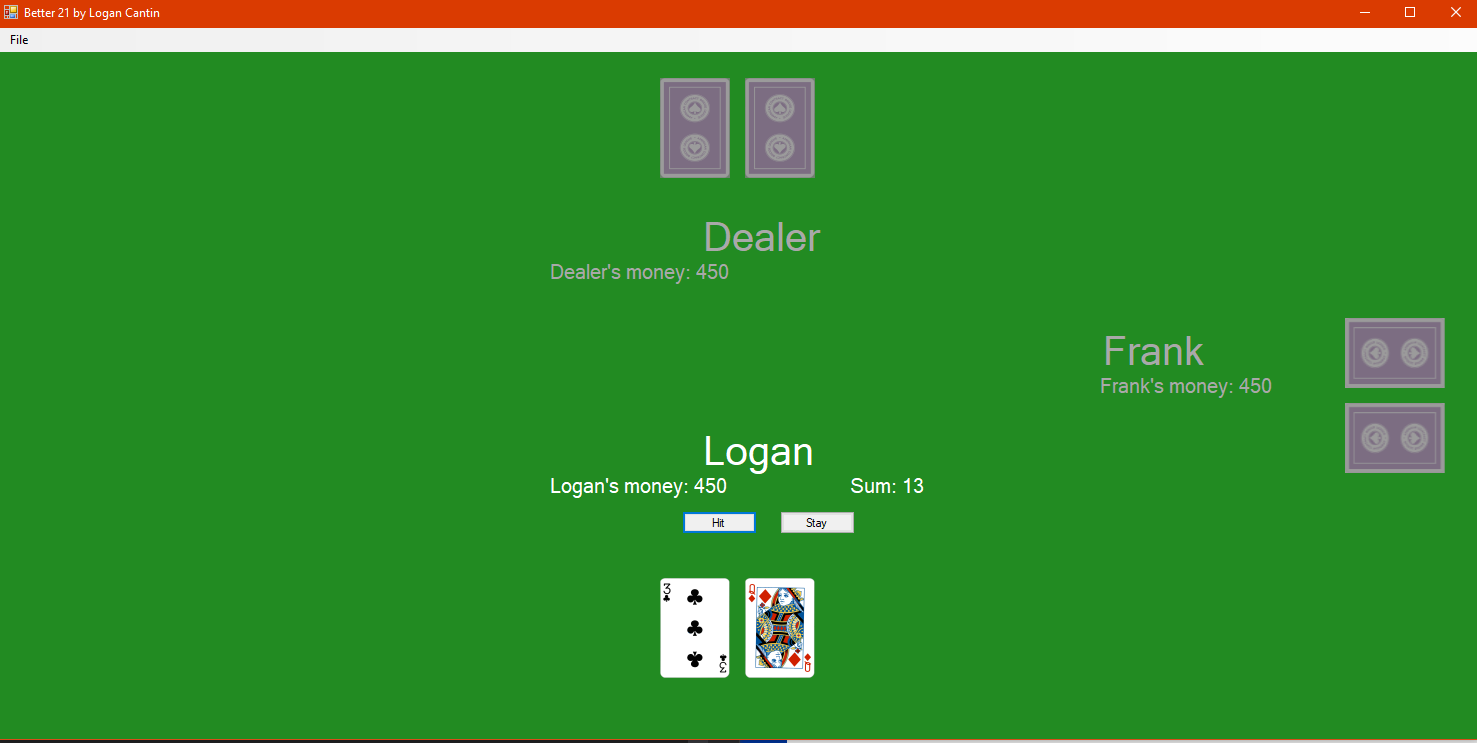 Better 21 by Logan Cantin
File
Dealer
Dealer's money: 450
Frank
Frank's money: 450
Logan
Logan's money: 450 Sum: 13
Hit Stay
3 Q
3 Q